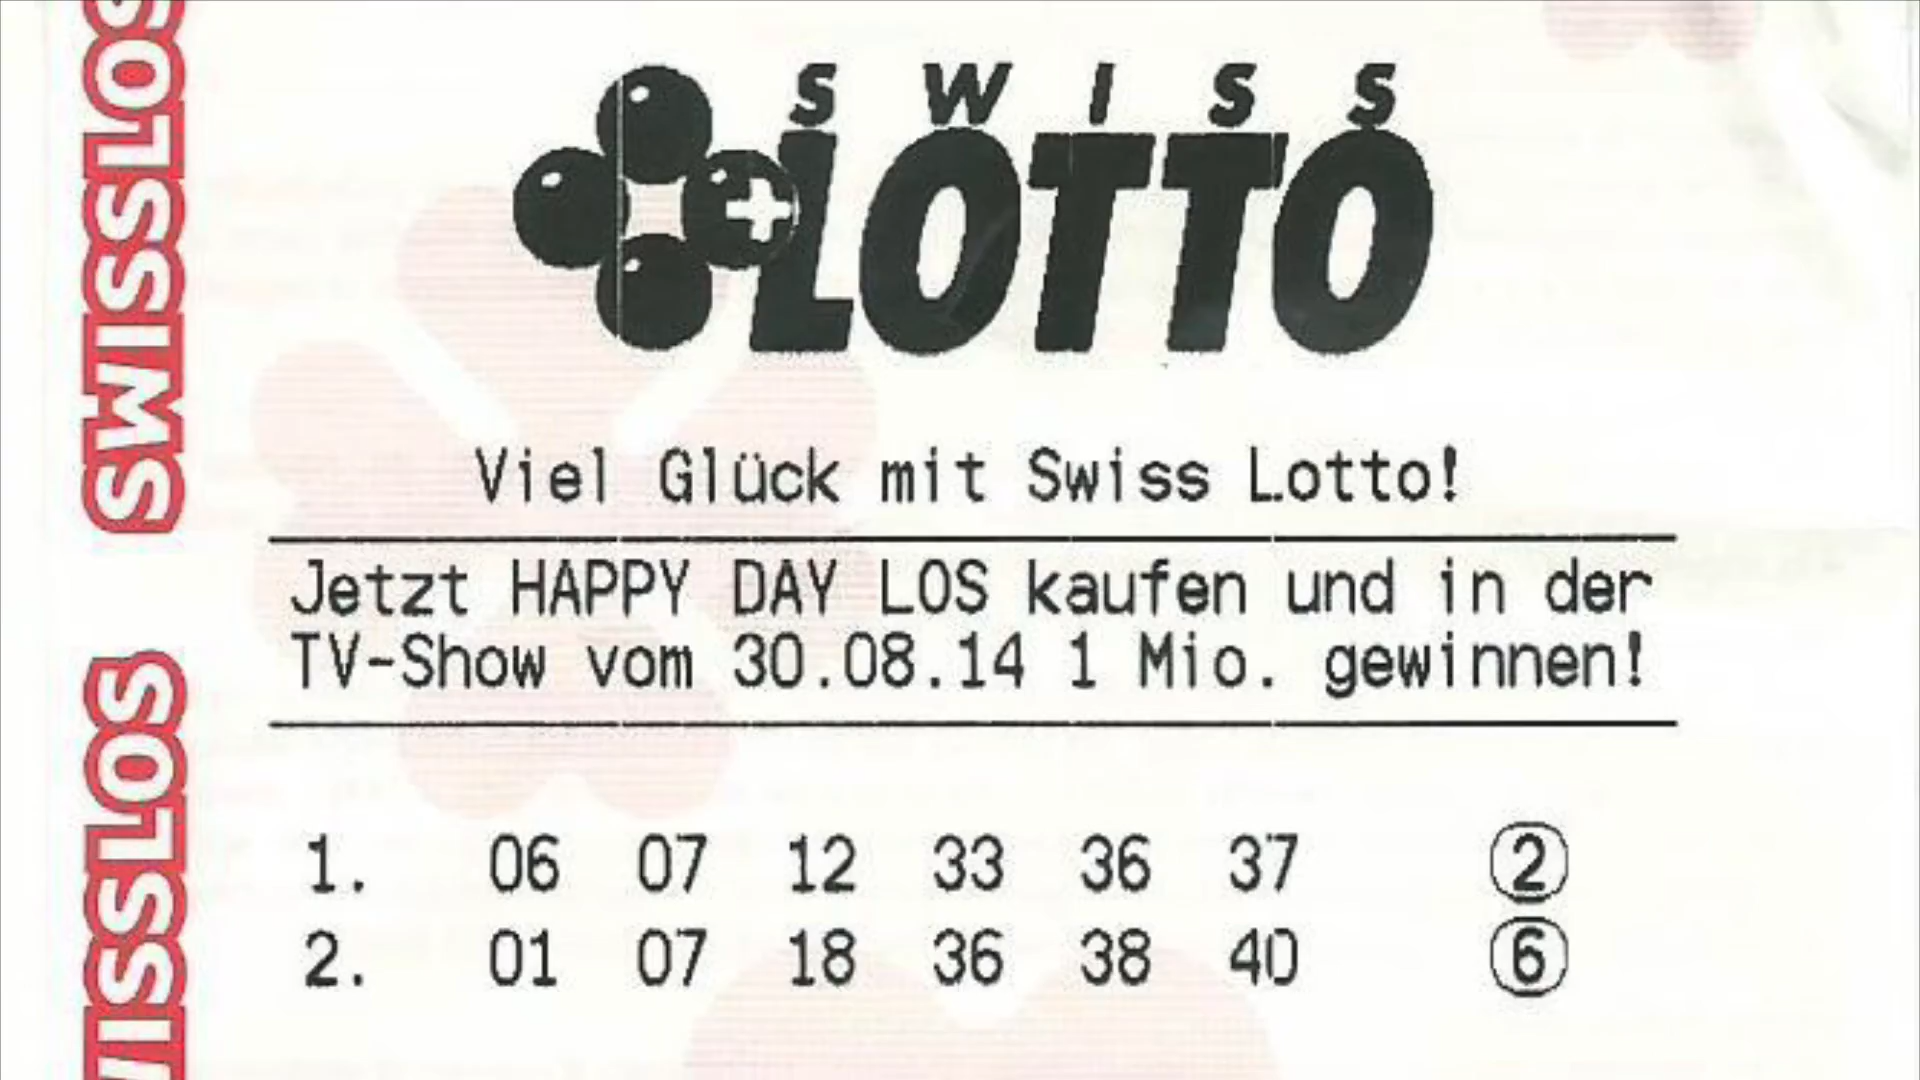 SWISSLOS
SWISSLOS
SWISS
LOTTO
Viel Glück mit Swiss Lotto!
Jetzt HAPPY DAY LOS kaufen und in der
TV-Show vom 30.08.14 1 Mio. gewinnen!
1. 06 07 12 33 36 37 2
2. 01 07 18 36 38 40 6